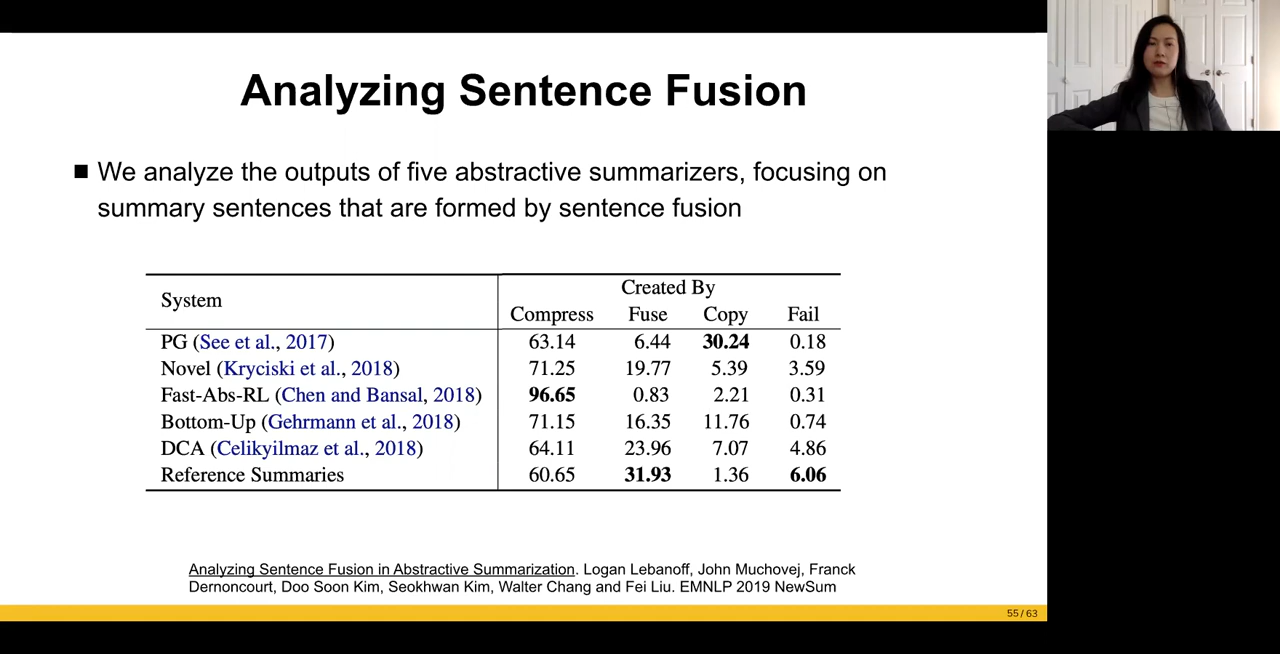 Analyzing Sentence Fusion
■ We analyze the outputs of five abstractive summarizers, focusing on
summary sentences that are formed by sentence fusion
System Created By
Compress Fuse Copy Fail
PG (See et al., 2017) 63.14 6.44 30.24 0.18
Novel (Kryciski et al., 2018) 71.25 19.77 5.39 3.59
Fast-Abs-RL (Chen and Bansal, 2018) 96.65 0.83 2.21 0.31
Bottom-Up (Gehrmann et al., 2018) 71.15 16.35 11.76 0.74
DCA (Celikyilmaz et al., 2018) 64.11 23.96 7.07 4.86
Reference Summaries 60.65 31.93 1.36 6.06
Analyzing Sentence Fusion in Abstractive Summarization. Logan Lebanoff, John Muchovej, Franck
Dernoncourt, Doo Soon Kim, Seokhwan Kim, Walter Chang and Fei Liu. EMNLP 2019 NewSum
55 / 63